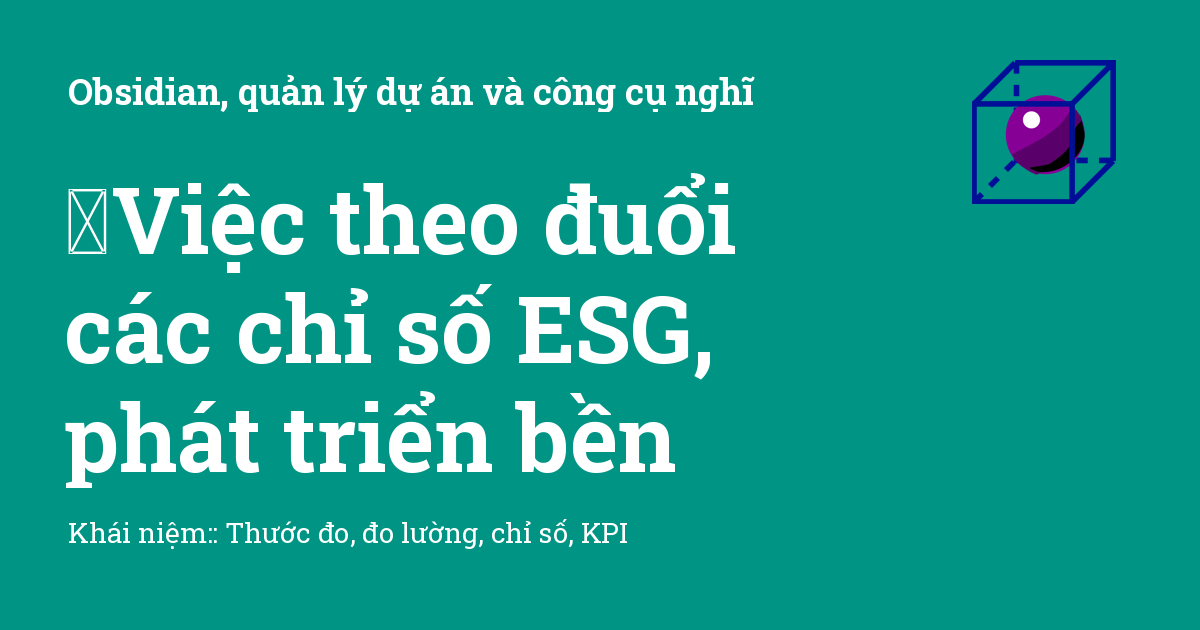 Obsidian, quản lý dự án và công cụ nghĩ
Việc theo đuổi
các chỉ số ESG,
phát triển bền
Khái niệm:: Thước đo, đo lường, chỉ số, KPI